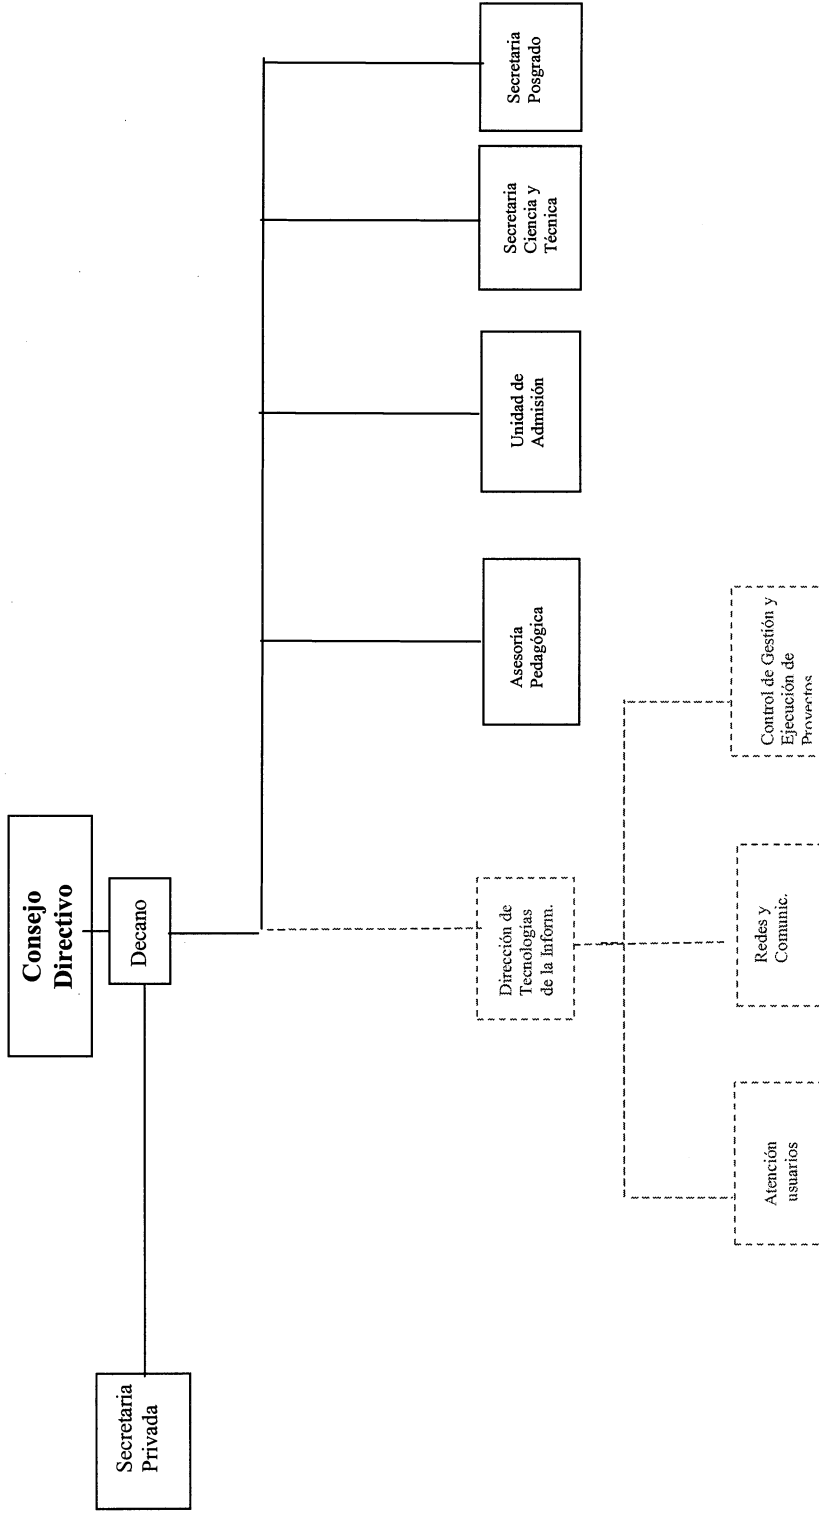 Consejo
Directivo
Decano
Secretaria
Privada
Dirección de
Tecnologías
de la Inform.
Asesoría
Pedagógica
Unidad de
Admisión
Secretaria
Ciencia y
Técnica
Secretaria
Posgrado
Atención
usuarios
Redes y
Comunic.
Control de Gestión y
Ejecución de
Proyectos